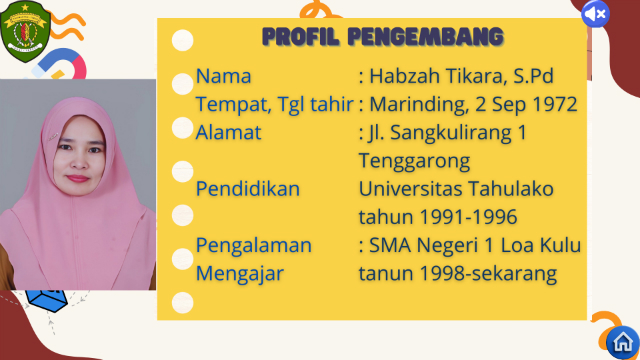 PROFIL PENGEMBANG
Nama : Habzah Tikara, S.Pd
Tempat, Tgl tahir : Marinding, 2 Sep 1972
Alamat : Jl. Sangkulirang 1
Tenggarong
Pendidikan Universitas Tahulako
tahun 1991-1996
Pengalaman : SMA Negeri 1 Loa Kulu
Mengajar tanun 1998-sekarang